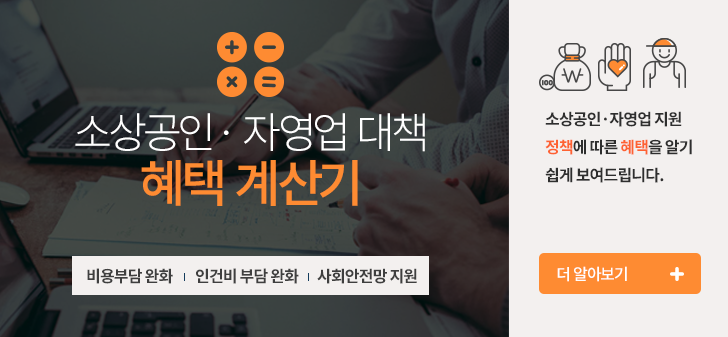 소상공인 · 자영업 대책
혜택 계산기
비용부담 완화 | 인건비 부담 완화 | 사회안전망 지원
100
소상공인 · 자영업 지원
정책에 따른 혜택을 알기
쉽게 보여드립니다.
더 알아보기 +